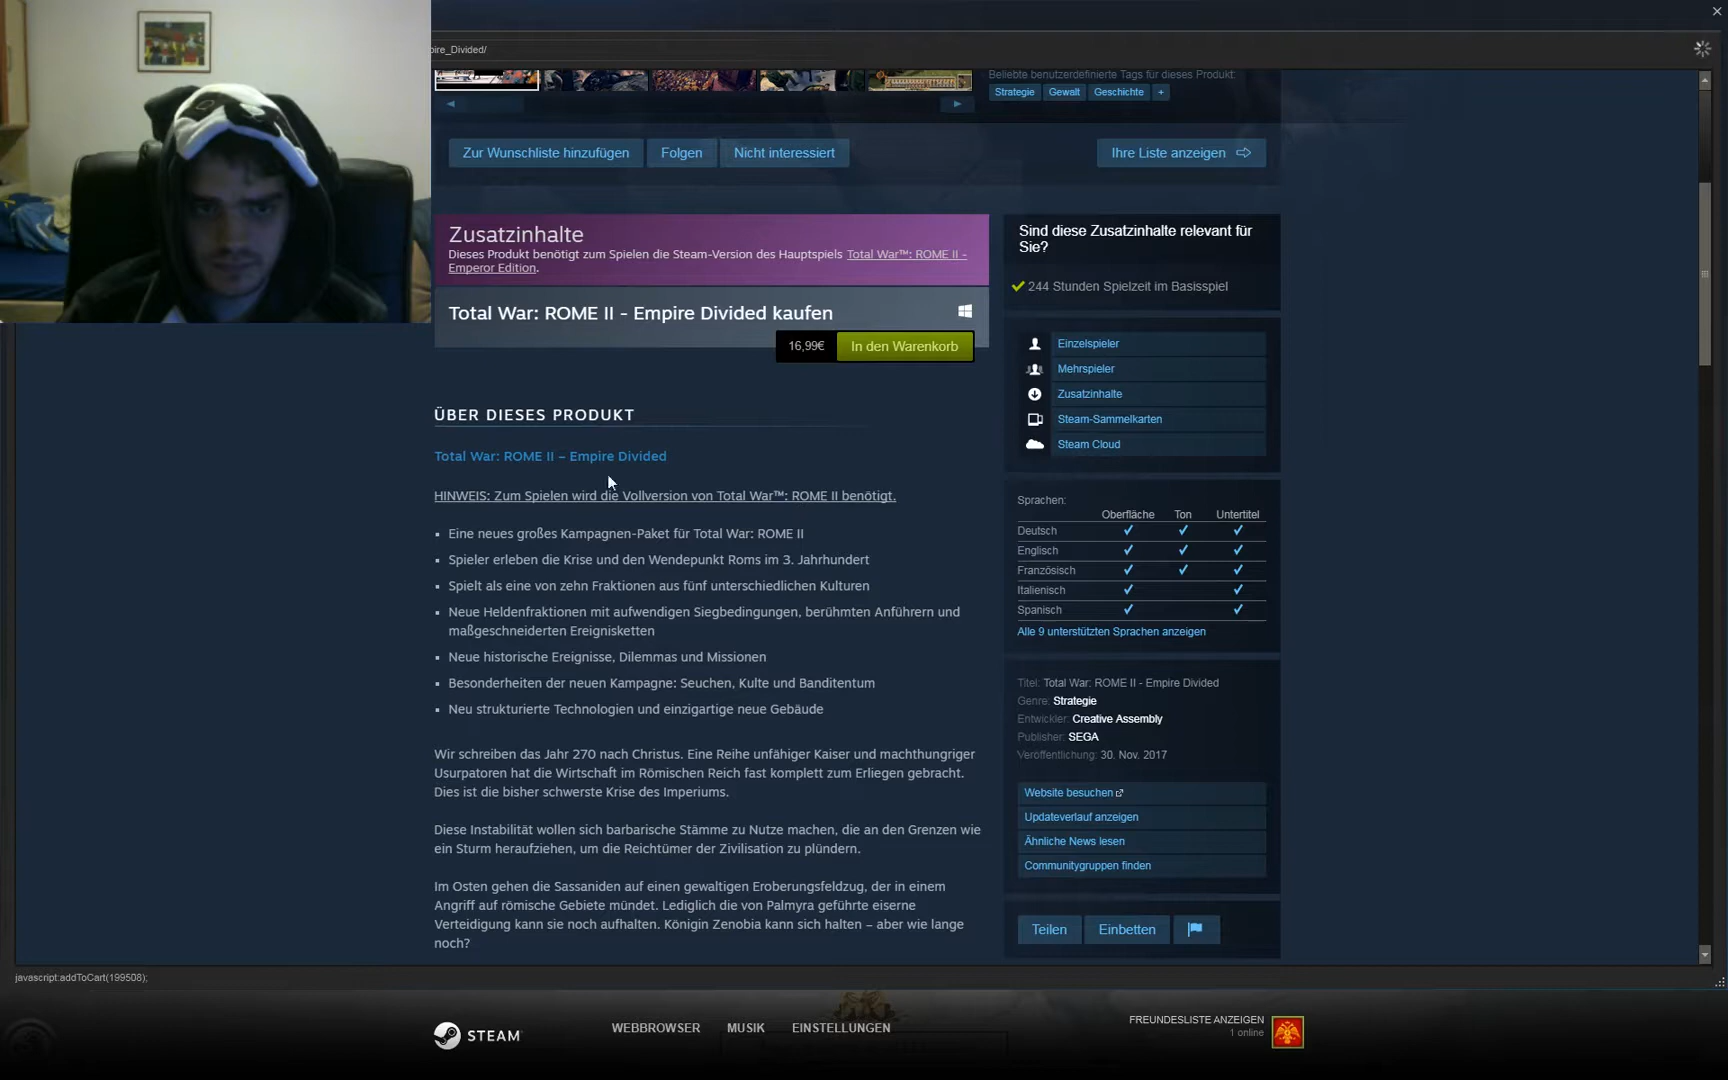 pire_Divided/
Beliebte benutzerdefinierte Tags für dieses Produkt:
Strategie Gewalt Geschichte +
Zur Wunschliste hinzufügen Folgen Nicht interessiert Ihre Liste anzeigen
Zusatzinhalte
Dieses Produkt benötigt zum Spielen die Steam-Version des Hauptspiels Total War™: ROME II -
Emperor Edition.
Total War: ROME II - Empire Divided kaufen
16,99€ In den Warenkorb
ÜBER DIESES PRODUKT
Total War: ROME II – Empire Divided
HINWEIS: Zum Spielen wird die Vollversion von Total War™: ROME II benötigt.
Eine neues großes Kampagnen-Paket für Total War: ROME II
Spieler erleben die Krise und den Wendepunkt Roms im 3. Jahrhundert
Spielt als eine von zehn Fraktionen aus fünf unterschiedlichen Kulturen
Neue Heldenfraktionen mit aufwendigen Siegbedingungen, berühmten Anführern und
maßgeschneiderten Ereignisketten
Neue historische Ereignisse, Dilemmas und Missionen
Besonderheiten der neuen Kampagne: Seuchen, Kulte und Banditentum
Neu strukturierte Technologien und einzigartige neue Gebäude
Wir schreiben das Jahr 270 nach Christus. Eine Reihe unfähiger Kaiser und machthungriger
Usurpatoren hat die Wirtschaft im Römischen Reich fast komplett zum Erliegen gebracht.
Dies ist die bisher schwerste Krise des Imperiums.
Diese Instabilität wollen sich barbarische Stämme zu Nutze machen, die an den Grenzen wie
ein Sturm heraufziehen, um die Reichtümer der Zivilisation zu plündern.
Im Osten gehen die Sassaniden auf einen gewaltigen Eroberungsfeldzug, der in einem
Angriff auf römische Gebiete mündet. Lediglich die von Palmyra geführte eiserne
Verteidigung kann sie noch aufhalten. Königin Zenobia kann sich halten – aber wie lange
noch?
Sind diese Zusatzinhalte relevant für
Sie?
244 Stunden Spielzeit im Basisspiel
Einzelspieler
Mehrspieler
Zusatzinhalte
Steam-Sammelkarten
Steam Cloud
Sprachen:
Oberfläche Ton Untertitel
Deutsch
Englisch
Französisch
Italienisch
Spanisch
Alle 9 unterstützten Sprachen anzeigen
Titel: Total War: ROME II - Empire Divided
Genre: Strategie
Entwickler: Creative Assembly
Publisher: SEGA
Veröffentlichung: 30. Nov. 2017
Website besuchen
Updateverlauf anzeigen
Ähnliche News lesen
Communitygruppen finden
Teilen Einbetten
javascript:addToCart(199508);
STEAM WEBBROWSER MUSIK EINSTELLUNGEN
FREUNDESLISTE ANZEIGEN
1 online